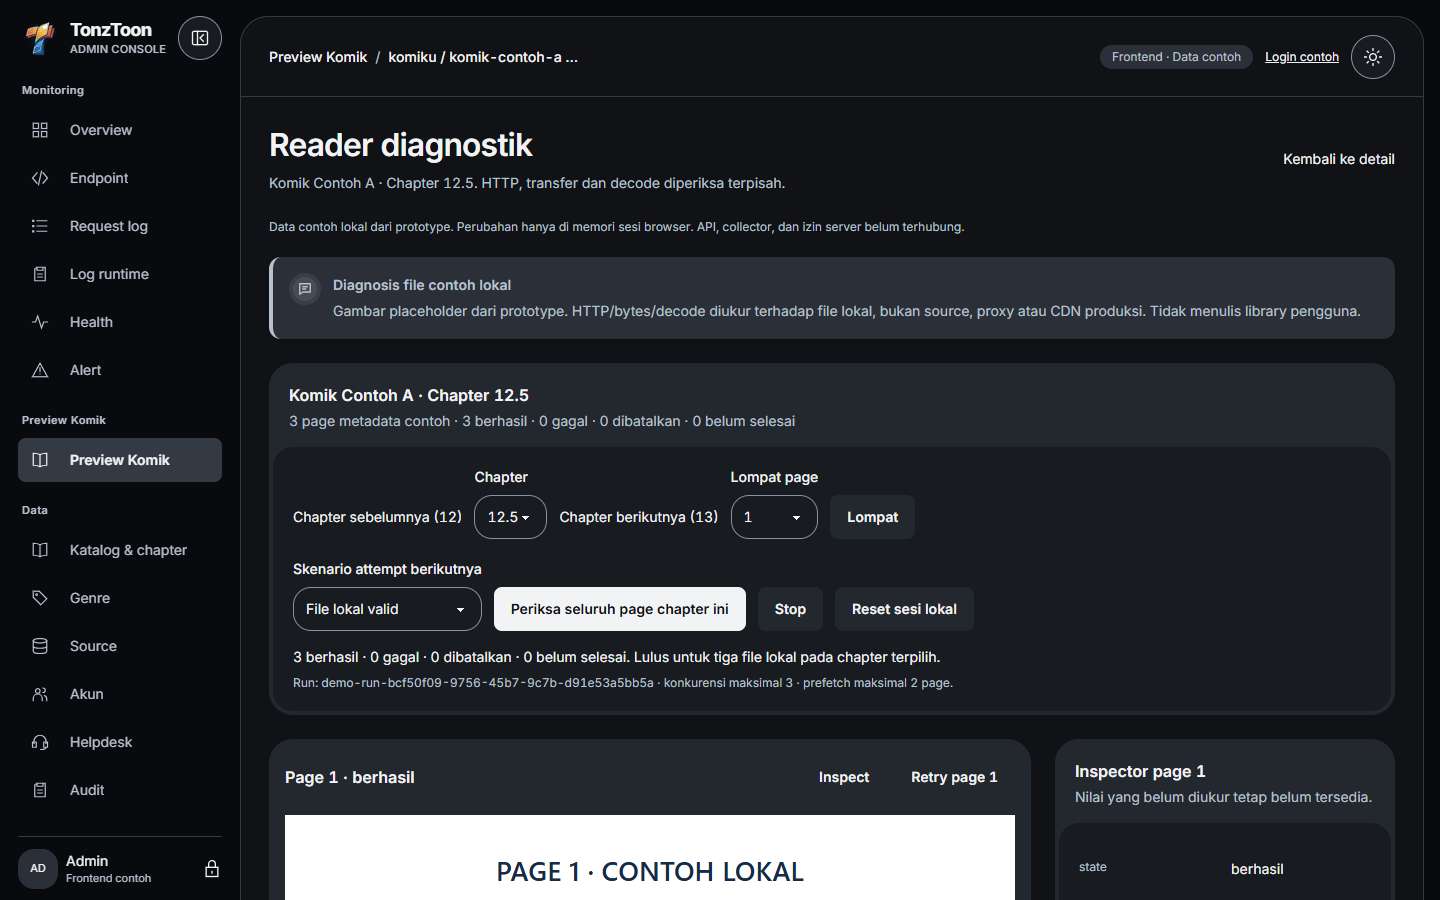 TonzToon
ADMIN CONSOLE
Monitoring
Overview
Endpoint
Request log
Log runtime
Health
Alert
Preview Komik
Preview Komik
Data
Katalog & chapter
Genre
Source
Akun
Helpdesk
Audit
AD
Admin
Frontend contoh
Preview Komik / komiku / komik-contoh-a ...
Frontend · Data contoh
Login contoh
Reader diagnostik
Kembali ke detail
Komik Contoh A · Chapter 12.5. HTTP, transfer dan decode diperiksa terpisah.
Data contoh lokal dari prototype. Perubahan hanya di memori sesi browser. API, collector, dan izin server belum terhubung.
Diagnosis file contoh lokal
Gambar placeholder dari prototype. HTTP/bytes/decode diukur terhadap file lokal, bukan source, proxy atau CDN produksi. Tidak menulis library pengguna.
Komik Contoh A · Chapter 12.5
3 page metadata contoh · 3 berhasil · 0 gagal · 0 dibatalkan · 0 belum selesai
Chapter
Lompat page
Chapter sebelumnya (12)
12.5
Chapter berikutnya (13)
1
Lompat
Skenario attempt berikutnya
File lokal valid
Periksa seluruh page chapter ini
Stop
Reset sesi lokal
3 berhasil · 0 gagal · 0 dibatalkan · 0 belum selesai. Lulus untuk tiga file lokal pada chapter terpilih.
Run: demo-run-bcf50f09-9756-45b7-9c7b-d91e53a5bb5a · konkurensi maksimal 3 · prefetch maksimal 2 page.
Page 1 · berhasil
Inspect
Retry page 1
PAGE 1 · CONTOH LOKAL
Inspector page 1
Nilai yang belum diukur tetap belum tersedia.
state
berhasil